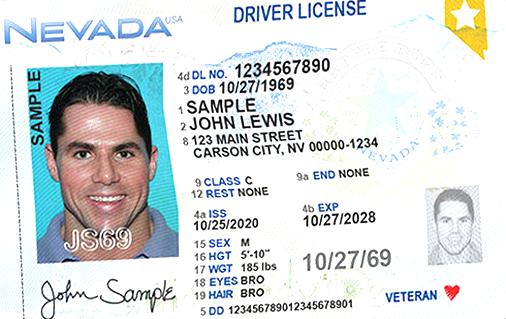 NEVADA USA
DRIVER LICENSE
SAMPLE
4d DL NO. 1234567890
3 DOB 10/27/1969
1 SAMPLE
2 JOHN LEWIS
8 123 MAIN STREET
CARSON CITY, NV 00000-1234
9 CLASS C 9a END NONE
12 REST NONE
4a ISS 4b EXP
10/25/2020 10/27/2028
15 SEX M
16 HGT 5'-10"
17 WGT 185 lbs 10/27/69
18 EYES BRO
19 HAIR BRO
5 DD 123456789012345678901
JS69
John Sample
VETERAN
NEVADA